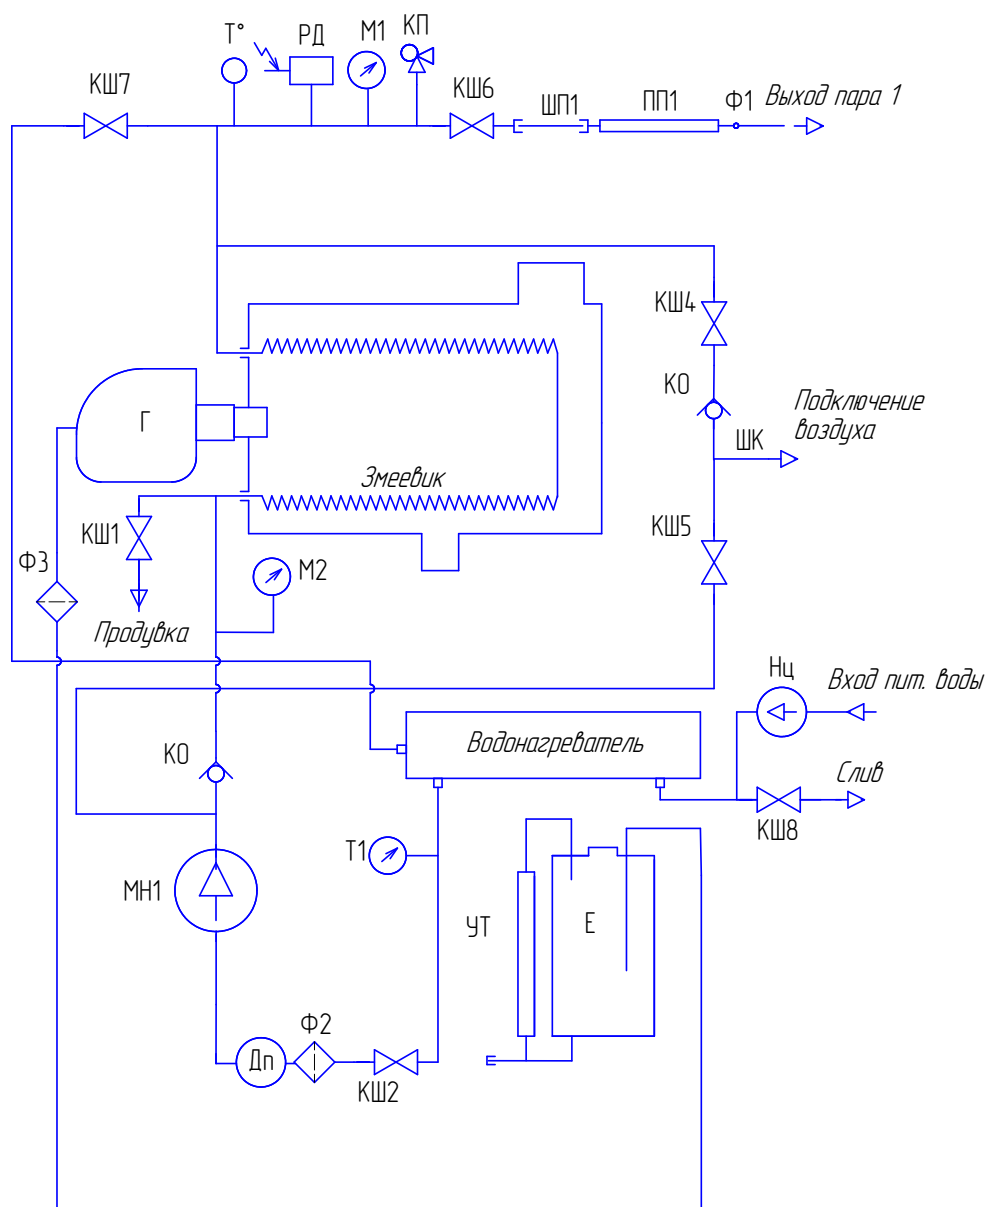 Т°
РД
М1
КП
КШ7
КШ6
ШП1
ПП1
Ф1
Выход пара 1
КШ4
КО
Подключение
воздуха
ШК
Г
Змеевик
КШ1
КШ5
Ф3
М2
Продувка
Нц
Вход пит. воды
Водонагреватель
КО
Слив
КШ8
Т1
МН1
УТ
Е
Ф2
Дп
КШ2